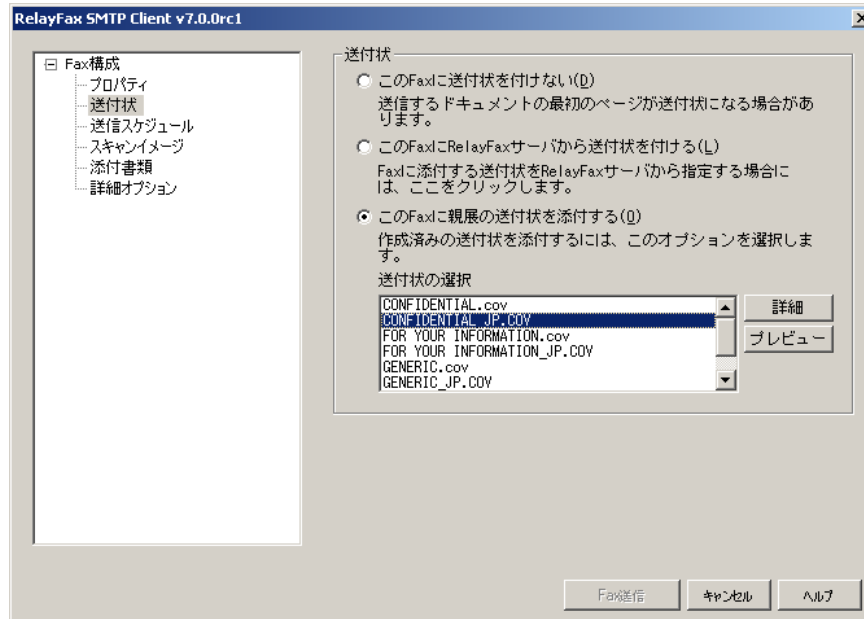 RelayFax SMTP Client v7.0.0rc1
Fax構成
プロパティ
送付状
送信スケジュール
スキャンイメージ
添付書類
詳細オプション
送付状
このFaxに送付状を付けない(D)
送信するドキュメントの最初のページが送付状になる場合があ
ります。
このFaxにRelayFaxサーバから送付状を付ける(L)
Faxに添付する送付状をRelayFaxサーバから指定する場合に
は、ここをクリックします。
このFaxに親展の送付状を添付する(O)
作成済みの送付状を添付するには、このオプションを選択しま
す。
送付状の選択
CONFIDENTIAL.cov
CONFIDENTIAL_JP.COV
FOR YOUR INFORMATION.cov
FOR YOUR INFORMATION_JP.COV
GENERIC.cov
GENERIC_JP.COV
詳細
プレビュー
Fax送信
キャンセル
ヘルプ